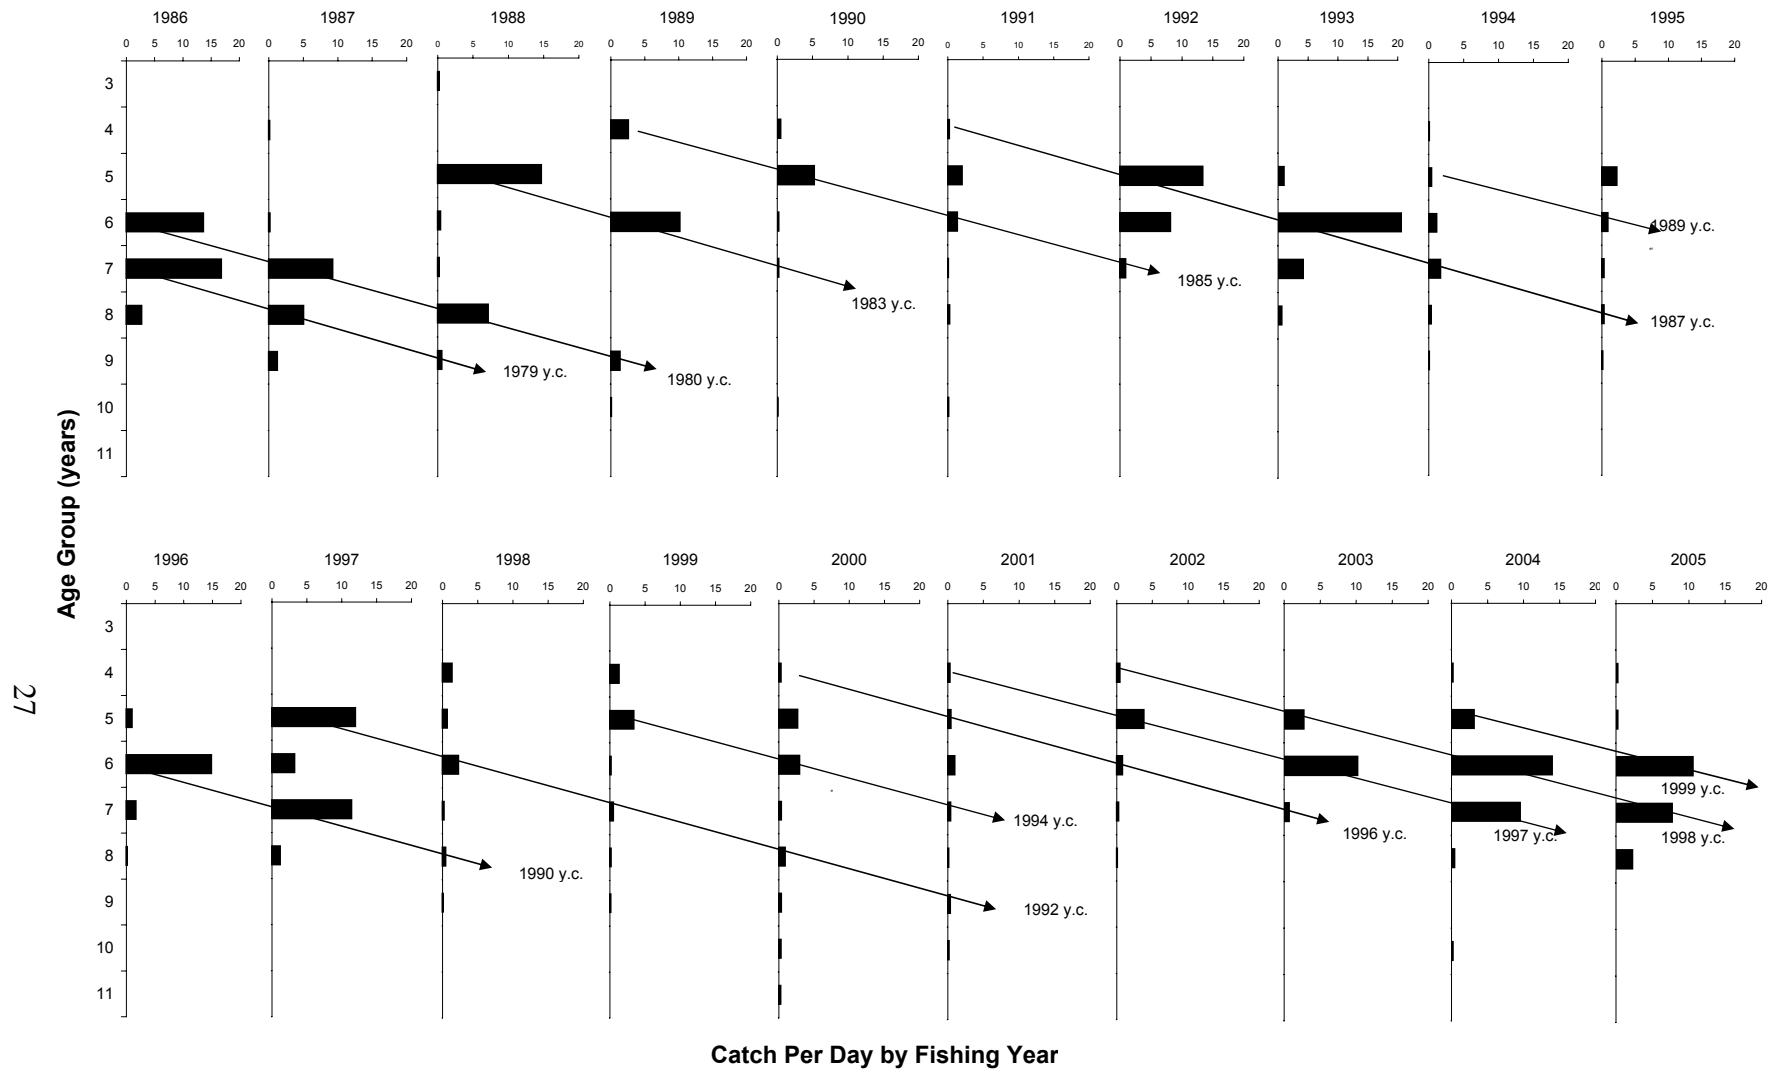 1986 1987 1988 1989 1990 1991 1992 1993 1994 1995
0 5 10 15 20 0 5 10 15 20 0 5 10 15 20 0 5 10 15 20 0 5 10 15 20 0 5 10 15 20 0 5 10 15 20 0 5 10 15 20 0 5 10 15 20 0 5 10 15 20
3
4
5
6
1989 y.c.
7
1985 y.c.
1983 y.c.
8
1987 y.c.
9
1979 y.c.
1980 y.c.
10
11
Age Group (years)
1996 1997 1998 1999 2000 2001 2002 2003 2004 2005
0 5 10 15 20 0 5 10 15 20 0 5 10 15 20 0 5 10 15 20 0 5 10 15 20 0 5 10 15 20 0 5 10 15 20 0 5 10 15 20 0 5 10 15 20 0 5 10 15 20
3
4
5
6
1999 y.c.
7
1994 y.c.
1996 y.c.
1997 y.c.
1998 y.c.
8
1990 y.c.
9
1992 y.c.
10
11
27
Catch Per Day by Fishing Year